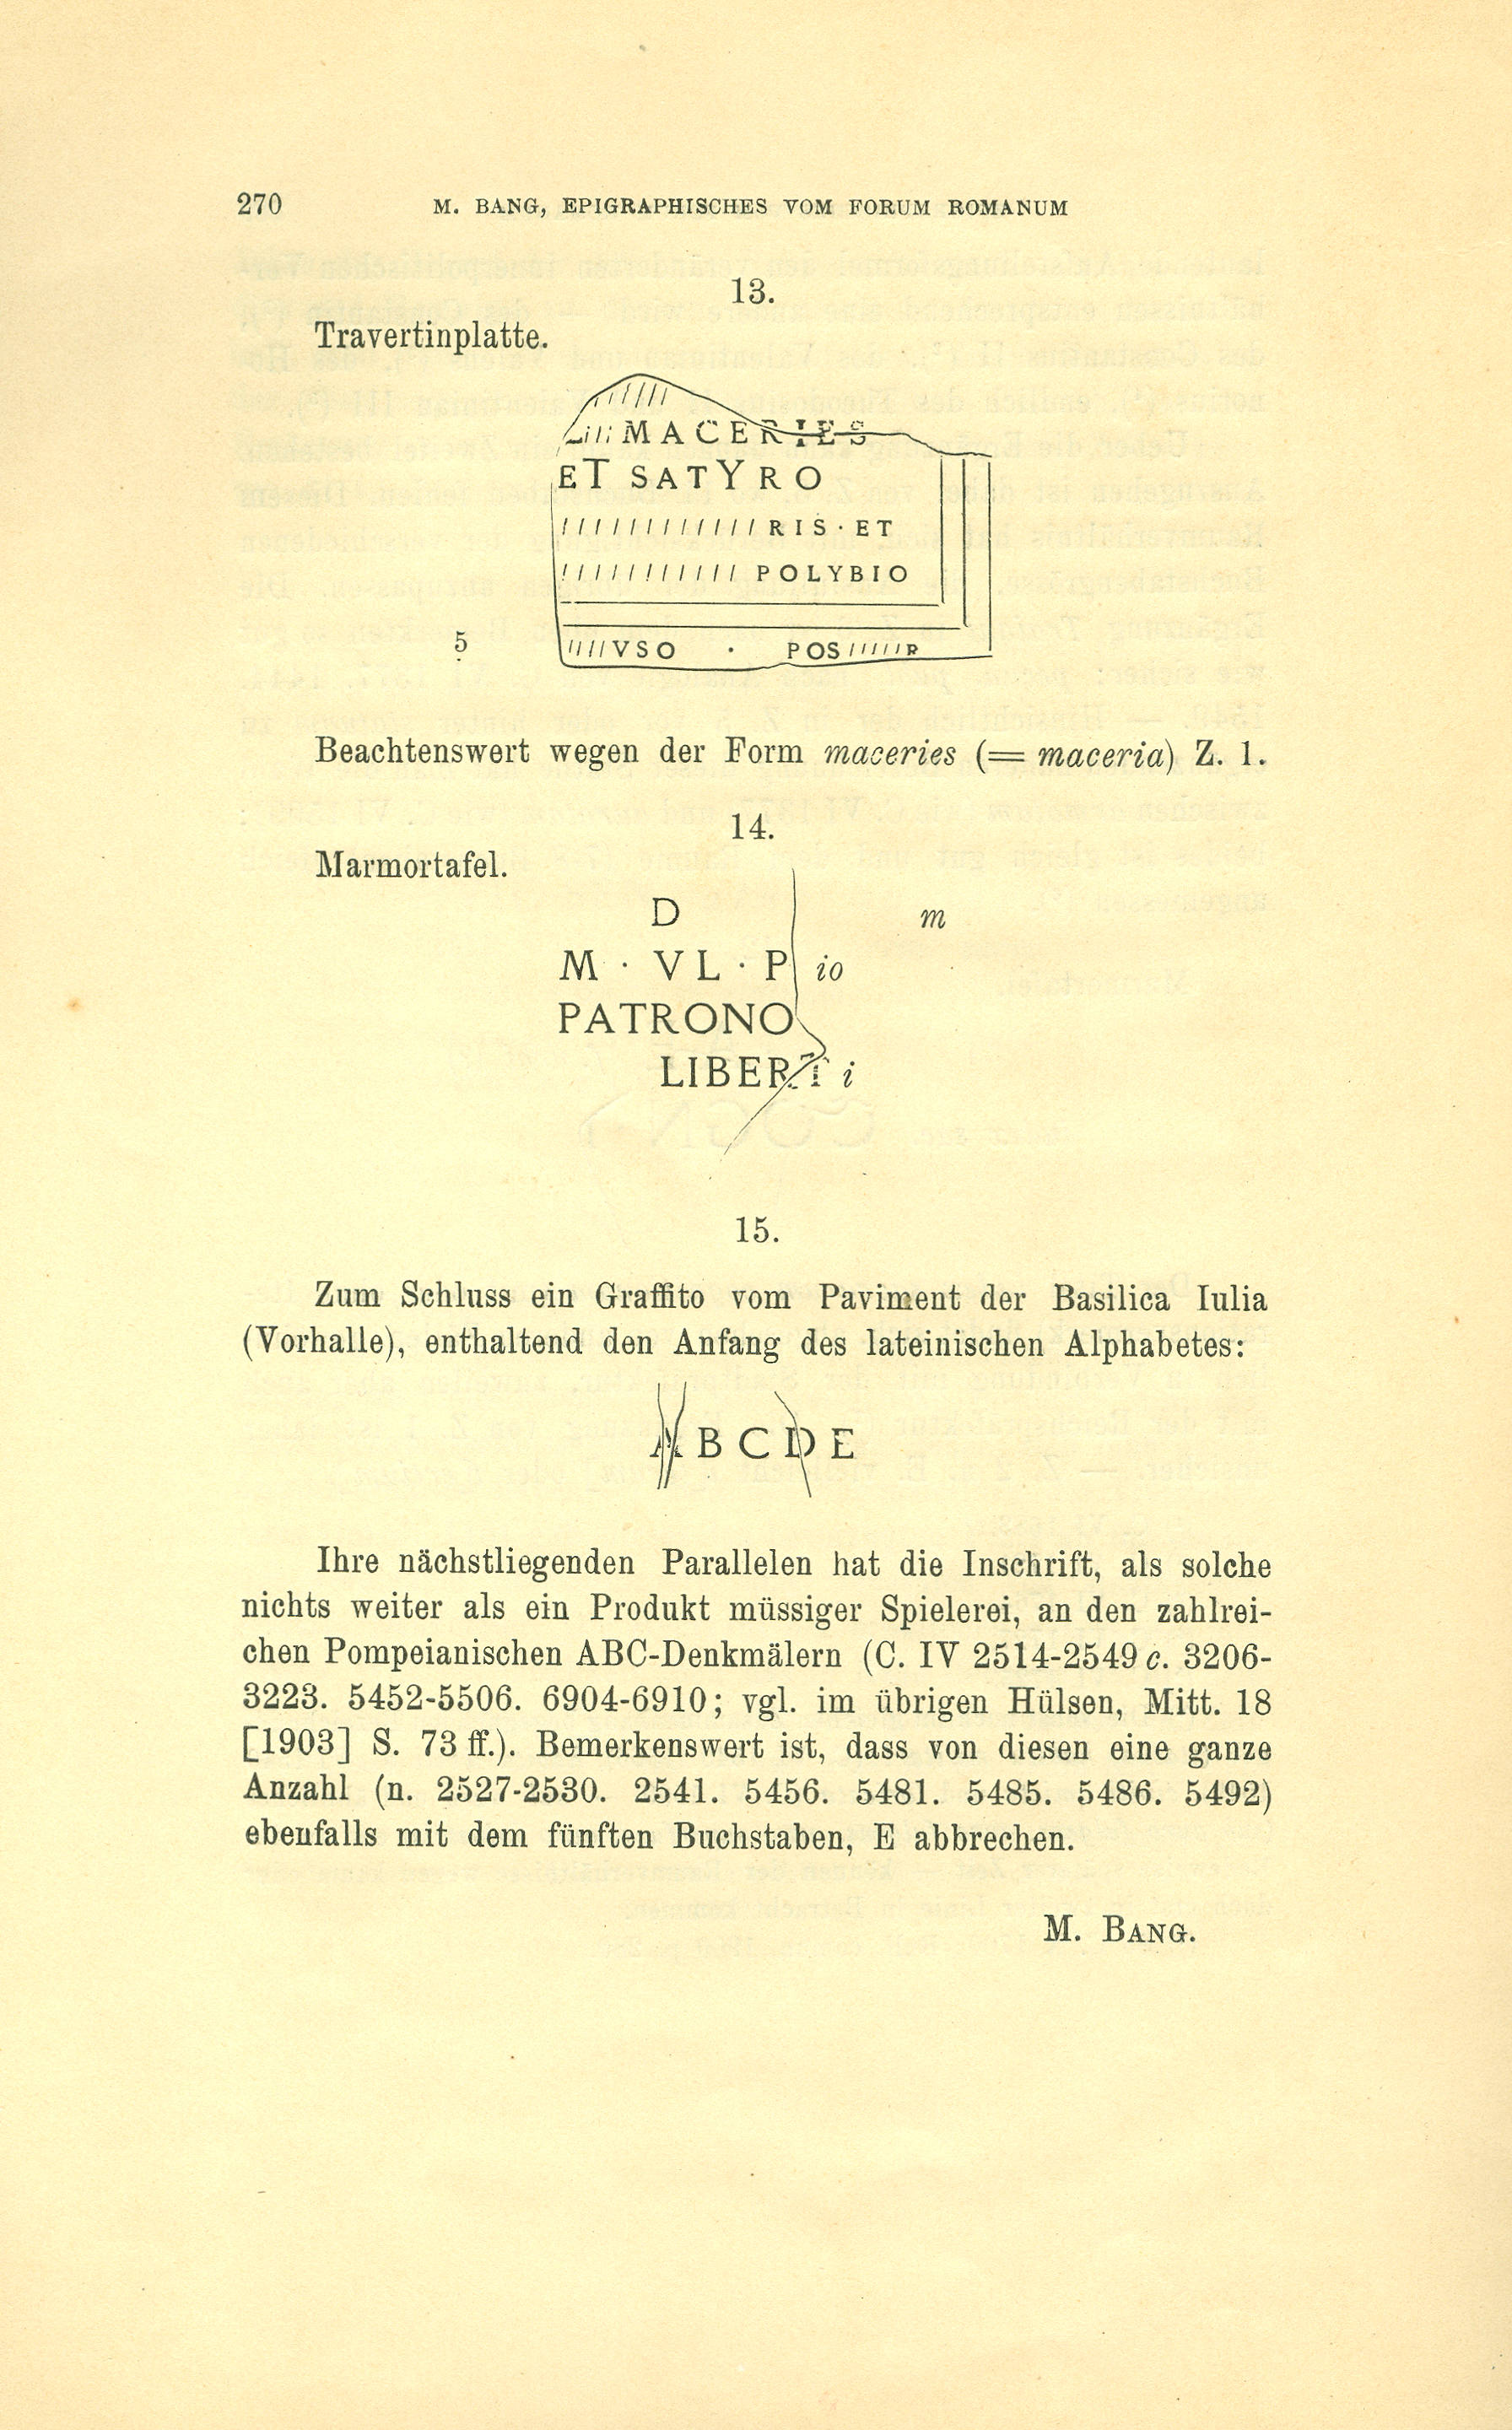 270 M. BANG, EPIGRAPHISCHES VOM FORUM ROMANUM
13.
Travertinplatte.
MACERIES
ET SATYRO
RIS · ET
POLYBIO
5 VSO · POS R
Beachtenswert wegen der Form maceries (= maceria) Z. 1.
14.
Marmortafel.
D m
M · VL · P io
PATRONO
LIBERT i
15.
Zum Schluss ein Graffito vom Paviment der Basilica Iulia
(Vorhalle), enthaltend den Anfang des lateinischen Alphabetes:
A B C D E
Ihre nächstliegenden Parallelen hat die Inschrift, als solche
nichts weiter als ein Produkt müssiger Spielerei, an den zahlrei-
chen Pompeianischen ABC-Denkmälern (C. IV 2514-2549 c. 3206-
3223. 5452-5506. 6904-6910; vgl. im übrigen Hülsen, Mitt. 18
[1903] S. 73 ff.). Bemerkenswert ist, dass von diesen eine ganze
Anzahl (n. 2527-2530. 2541. 5456. 5481. 5485. 5486. 5492)
ebenfalls mit dem fünften Buchstaben, E abbrechen.
M. BANG.